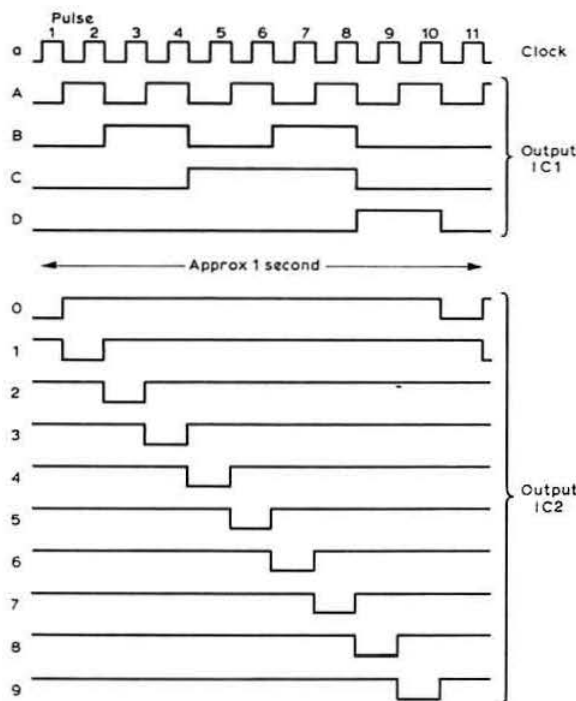 Pulse
1 2 3 4 5 6 7 8 9 10 11
a Clock
A
B
Output
IC1
C
D
Approx 1 second
0
1
2
3
4
Output
IC2
5
6
7
8
9